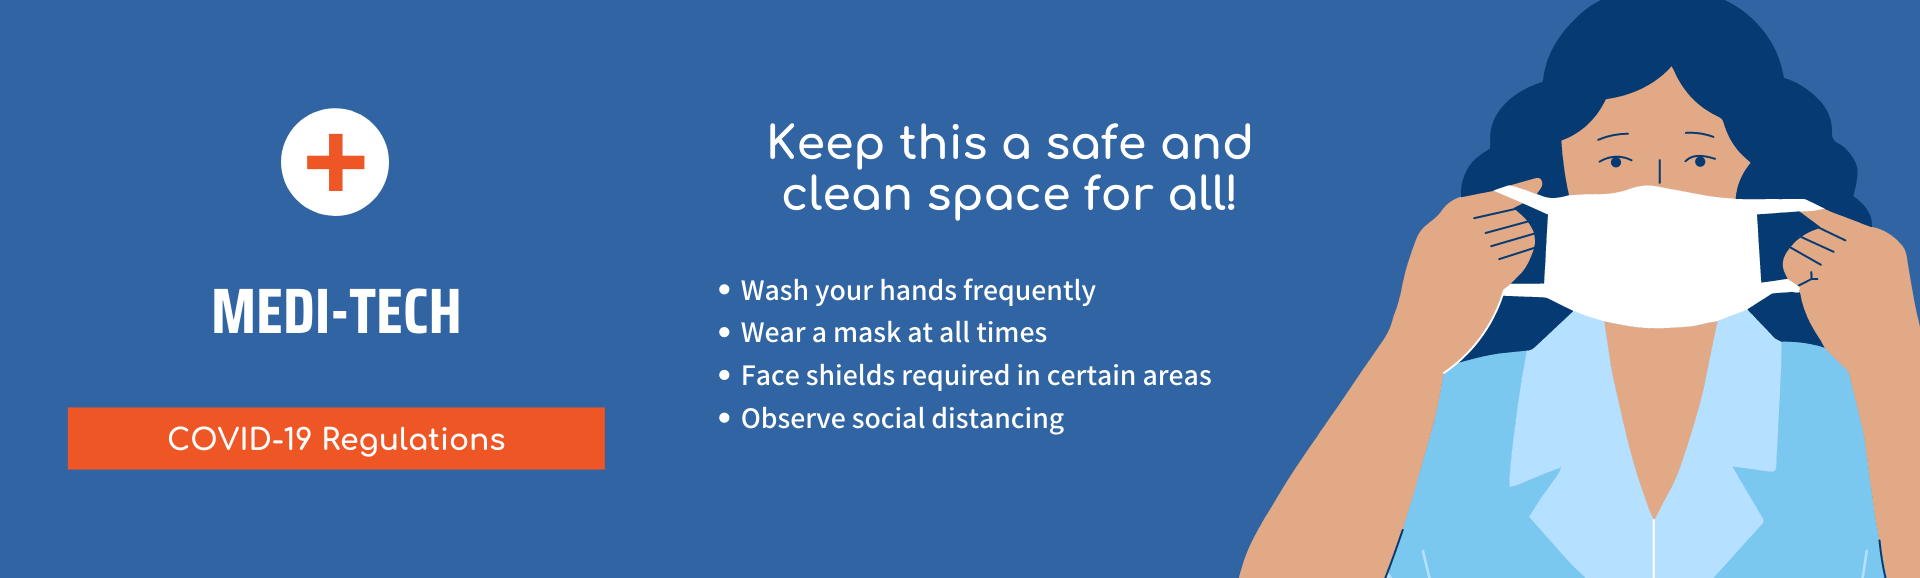 MEDI-TECH
COVID-19 Regulations
Keep this a safe and
clean space for all!
• Wash your hands frequently
• Wear a mask at all times
• Face shields required in certain areas
• Observe social distancing